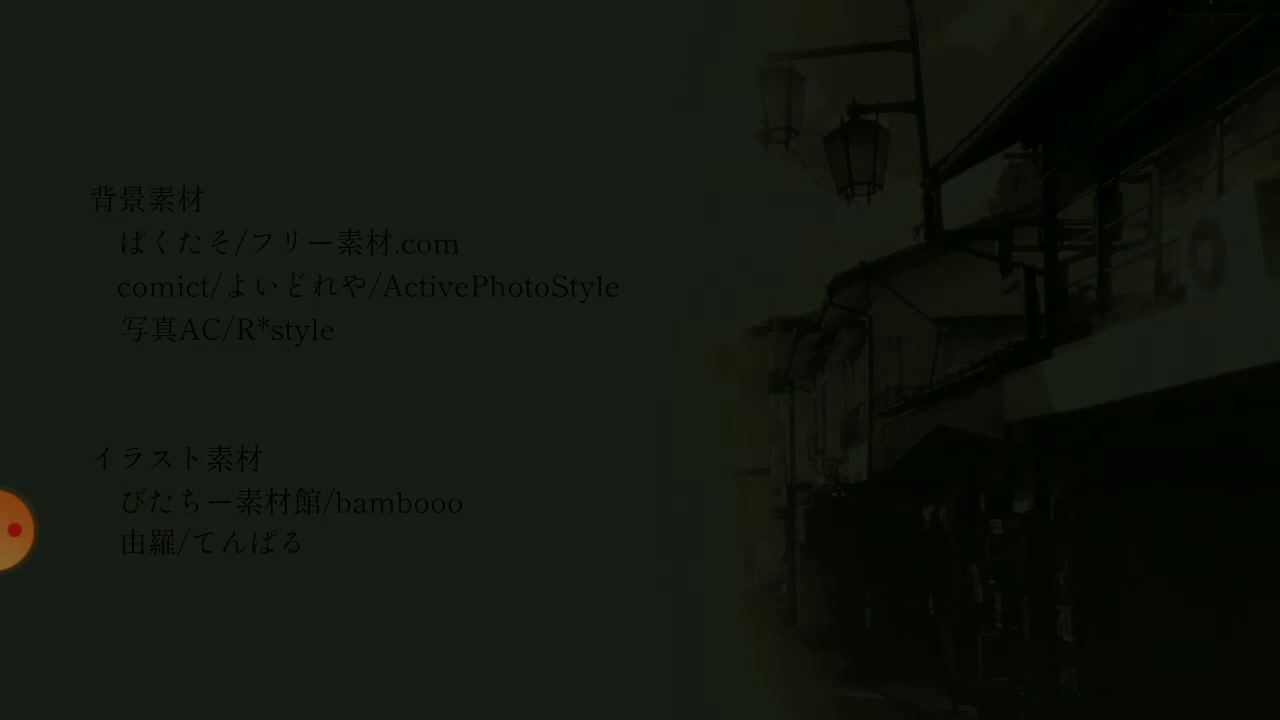 背景素材
ぱくたそ/フリー素材.com
comict/よいどれや/ActivePhotoStyle
写真AC/R*style
イラスト素材
びたちー素材館/bambooo
由羅/てんぱる